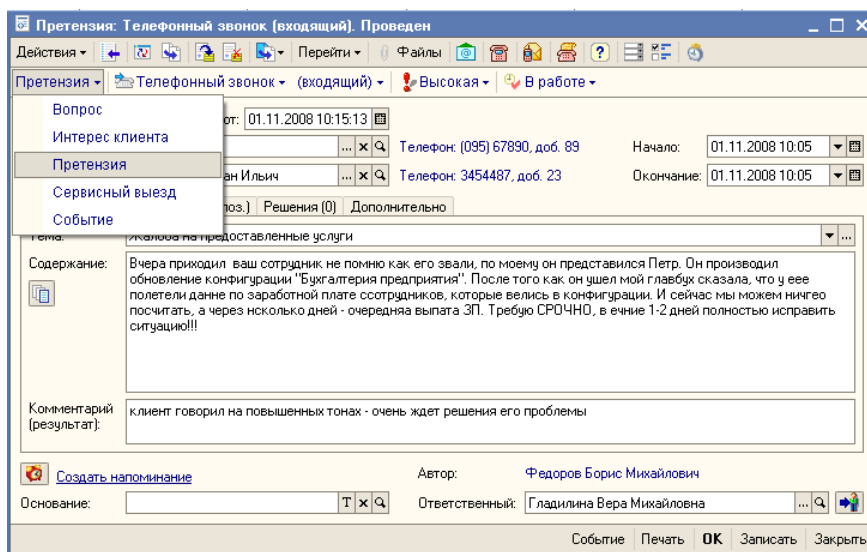 Претензия: Телефонный звонок (входящий). Проведен
Действия Перейти Файлы
Претензия Телефонный звонок (входящий) Высокая В работе
Вопрос
Интерес клиента
Претензия
Сервисный выезд
Событие
от: 01.11.2008 10:15:13
... Телефон: (095) 67890, доб. 89 Начало: 01.11.2008 10:05
ан Ильич ... Телефон: 3454487, доб. 23 Окончание: 01.11.2008 10:05
поз.) Решения (0) Дополнительно
Тема: Жалоба на предоставленные услуги ...
Содержание: Вчера приходил ваш сотрудник не помню как его звали, по моему он представился Петр. Он производил
обновление конфигурации "Бухгалтерия предприятия". После того как он ушел мой главбух сказала, что у еее
полетели данне по заработной плате ссотрудников, которые велись в конфигурации. И сейчас мы можем ничгео
посчитать, а через нсколько дней - очередняа выпата ЗП. Требую СРОЧНО, в ечние 1-2 дней полностью исправить
ситуацию!!!
Комментарий (результат): клиент говорил на повышенных тонах - очень ждет решения его проблемы
Создать напоминание Автор: Федоров Борис Михайлович
Основание: T Ответственный: Гладилина Вера Михайловна ...
Событие Печать OK Записать Закрыть